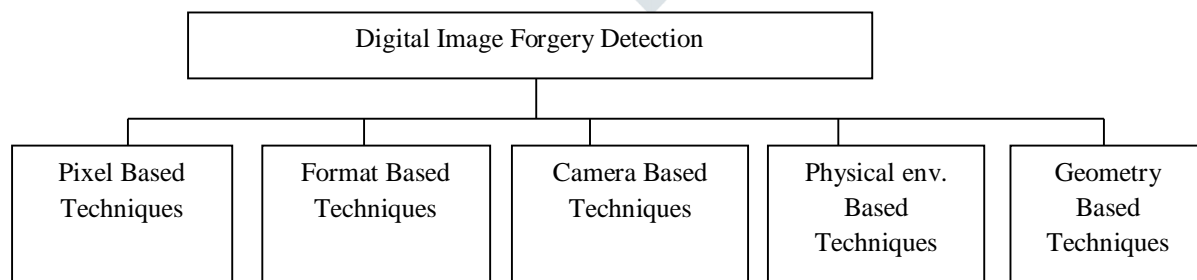 Digital Image Forgery Detection
Pixel Based
Techniques
Format Based
Techniques
Camera Based
Techniques
Physical env.
Based
Techniques
Geometry
Based
Techniques